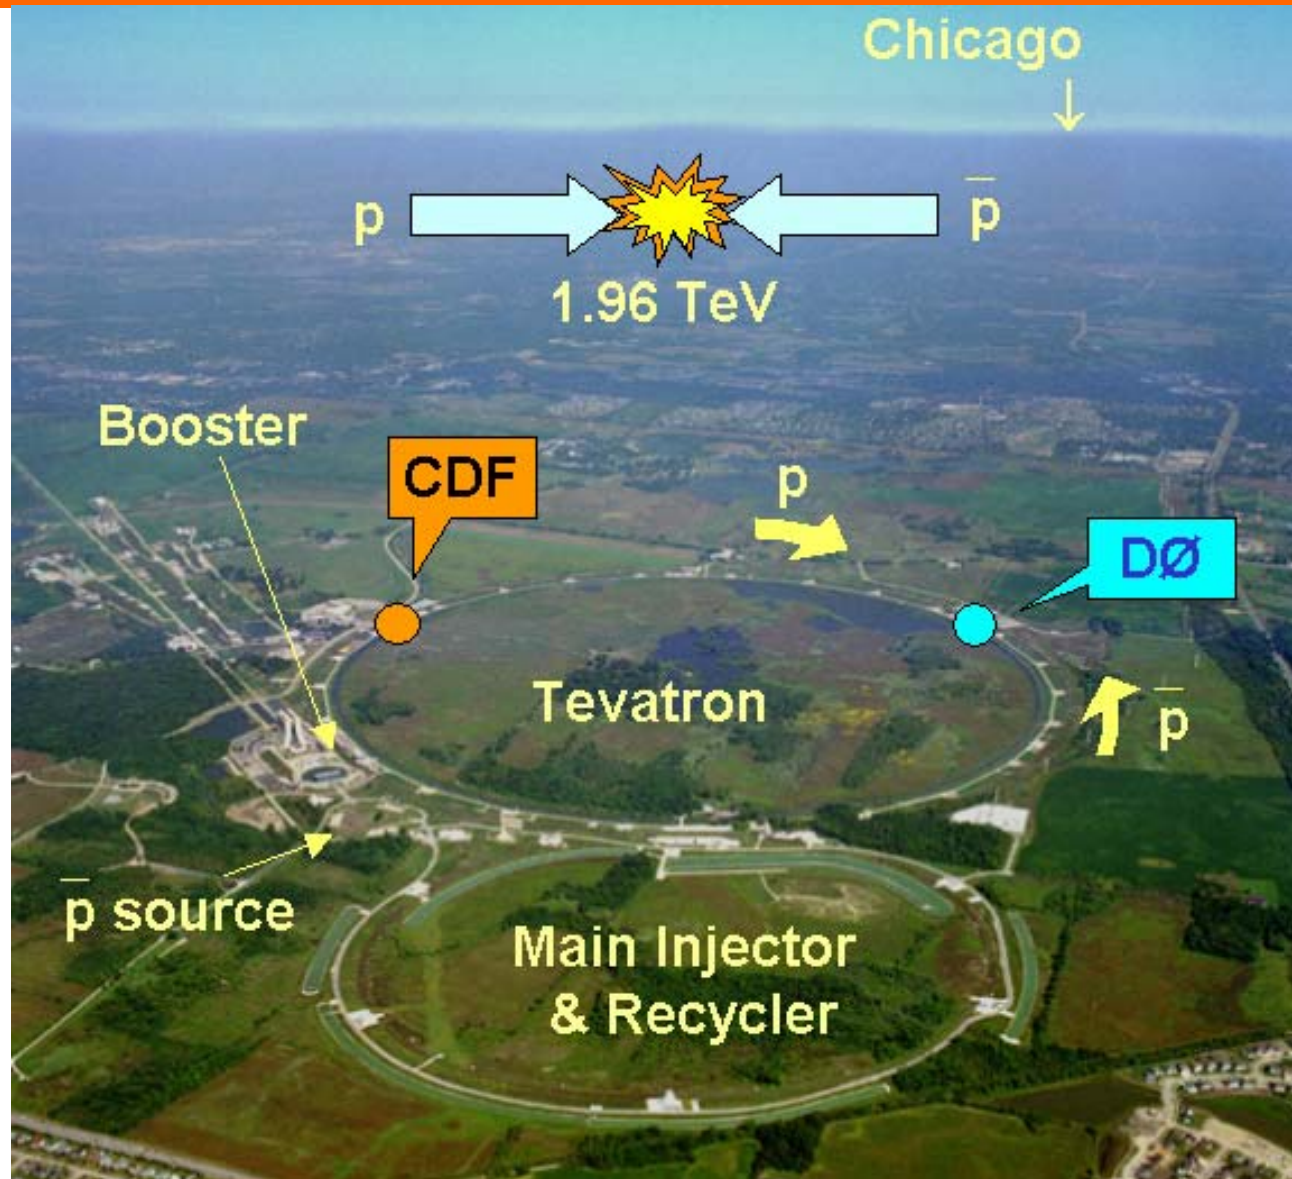 Chicago
↓
p
p̅
1.96 TeV
Booster
CDF
p
DØ
Tevatron
p̅
p̅ source
Main Injector
& Recycler